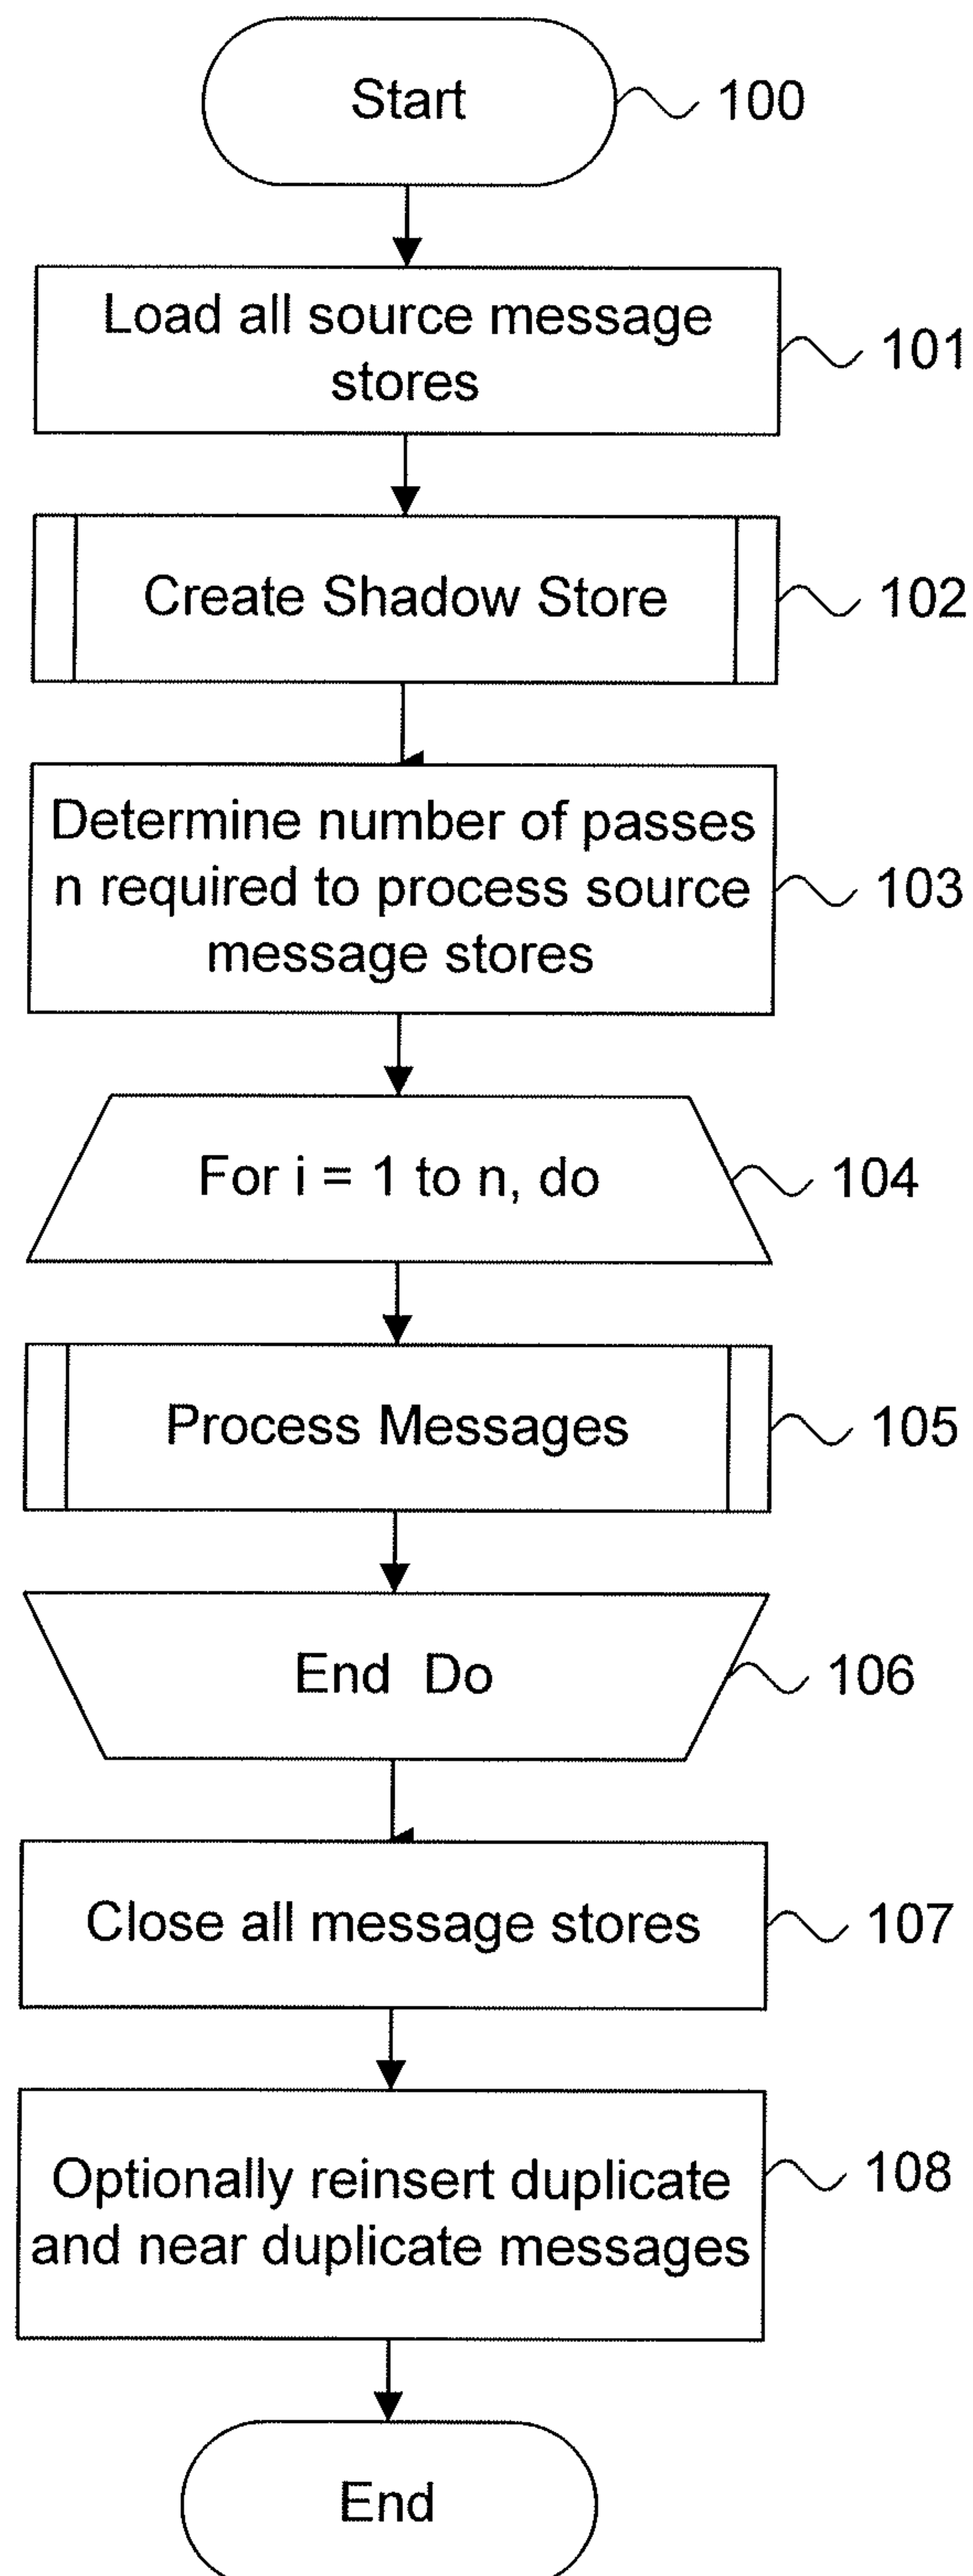 Start
100
Load all source message
stores
101
Create Shadow Store
102
Determine number of passes
n required to process source
message stores
103
For i = 1 to n, do
104
Process Messages
105
End Do
106
Close all message stores
107
Optionally reinsert duplicate
and near duplicate messages
108
End